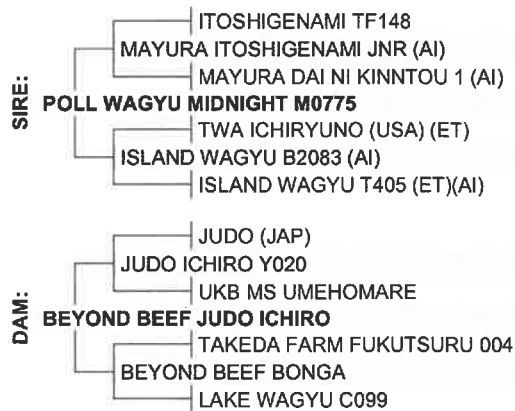 ITOSHIGENAMI TF148
MAYURA ITOSHIGENAMI JNR (AI)
MAYURA DAI NI KINNTOU 1 (AI)
SIRE:
POLL WAGYU MIDNIGHT M0775
TWA ICHIRYUNO (USA) (ET)
ISLAND WAGYU B2083 (AI)
ISLAND WAGYU T405 (ET)(AI)
JUDO (JAP)
JUDO ICHIRO Y020
UKB MS UMEHOMARE
DAM:
BEYOND BEEF JUDO ICHIRO
TAKEDA FARM FUKUTSURU 004
BEYOND BEEF BONGA
LAKE WAGYU C099